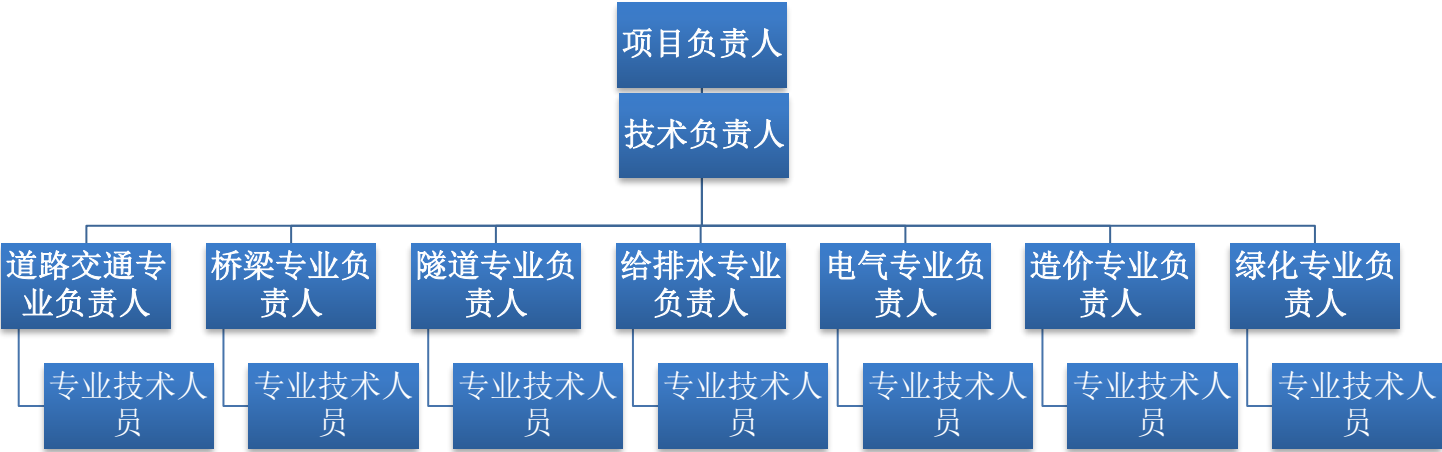 项目负责人
技术负责人
道路交通专
业负责人
桥梁专业负
责人
隧道专业负
责人
给排水专业
负责人
电气专业负
责人
造价专业负
责人
绿化专业负
责人
专业技术人
员
专业技术人
员
专业技术人
员
专业技术人
员
专业技术人
员
专业技术人
员
专业技术人
员